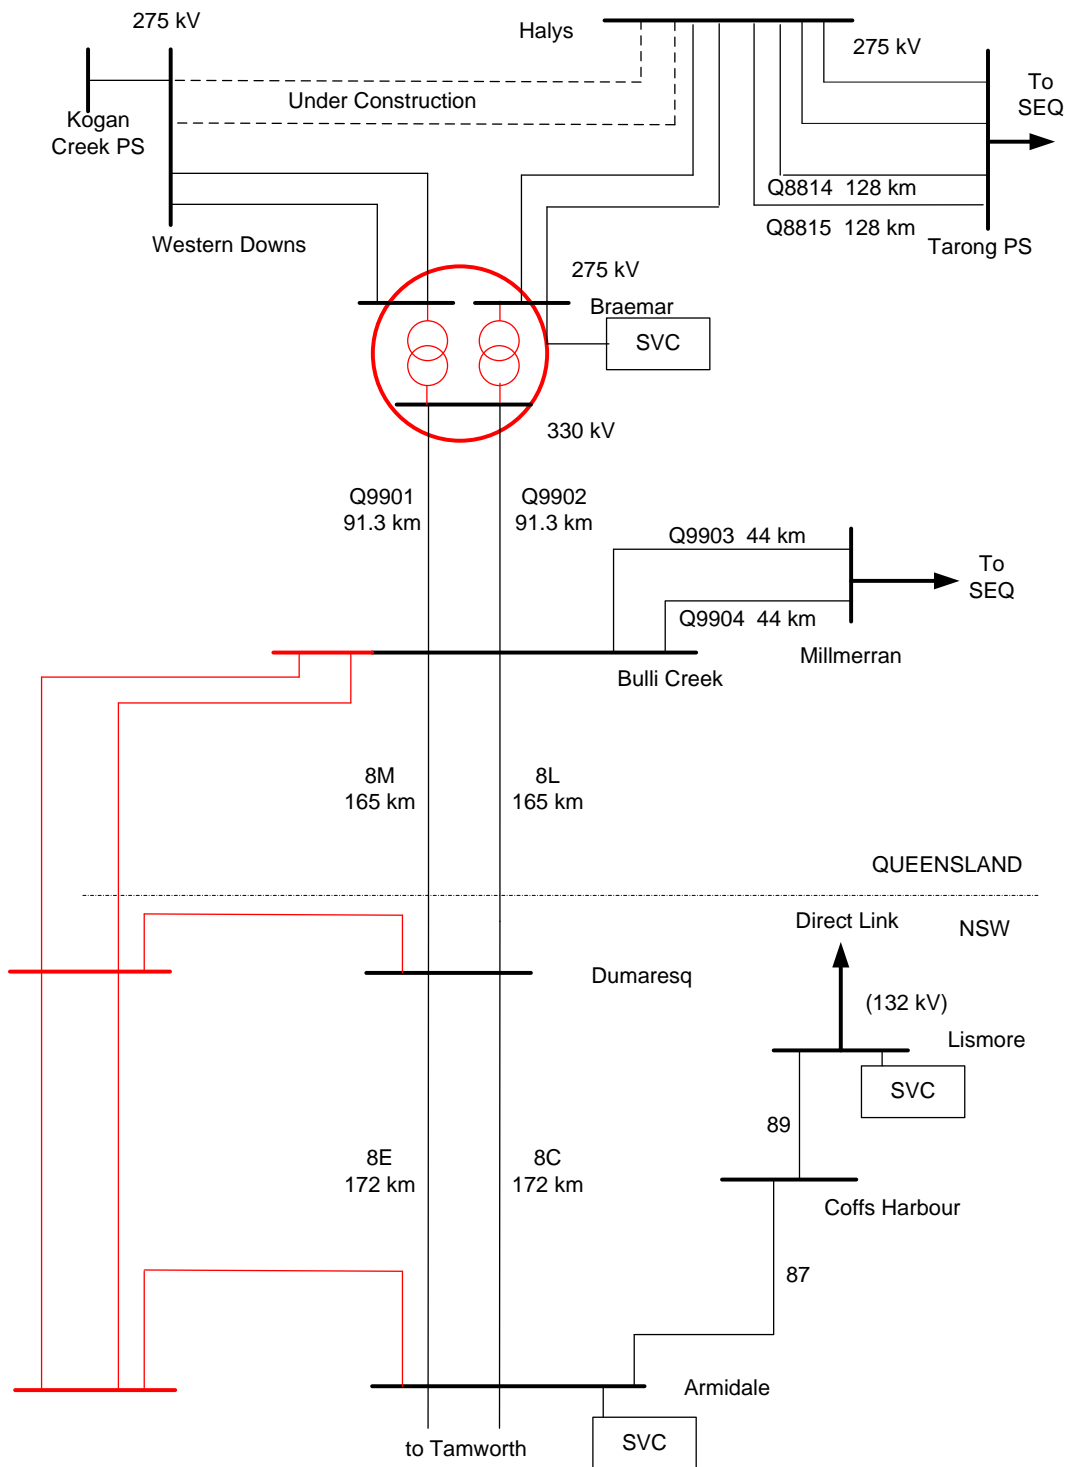 275 kV
Halys
275 kV
To
SEQ
Under Construction
Kogan
Creek PS
Q8814 128 km
Q8815 128 km
Western Downs
Tarong PS
275 kV
Braemar
SVC
330 kV
Q9901
91.3 km
Q9902
91.3 km
Q9903 44 km
To
SEQ
Q9904 44 km
Millmerran
Bulli Creek
8M
165 km
8L
165 km
QUEENSLAND
Direct Link
NSW
Dumaresq
(132 kV)
Lismore
SVC
89
8E
172 km
8C
172 km
Coffs Harbour
87
Armidale
to Tamworth
SVC